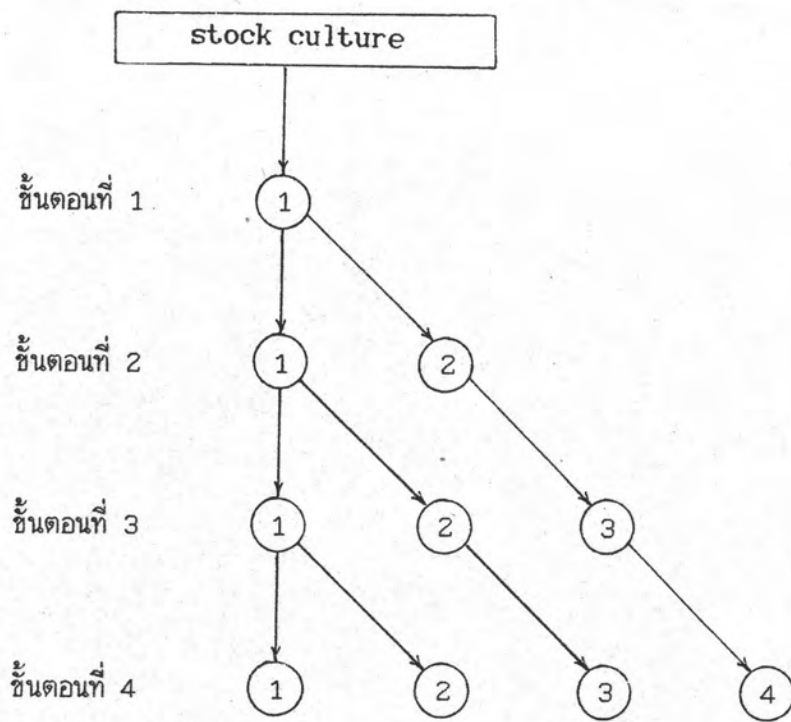 stock culture
ขั้นตอนที่ 1 1
ขั้นตอนที่ 2 1 2
ขั้นตอนที่ 3 1 2 3
ขั้นตอนที่ 4 1 2 3 4